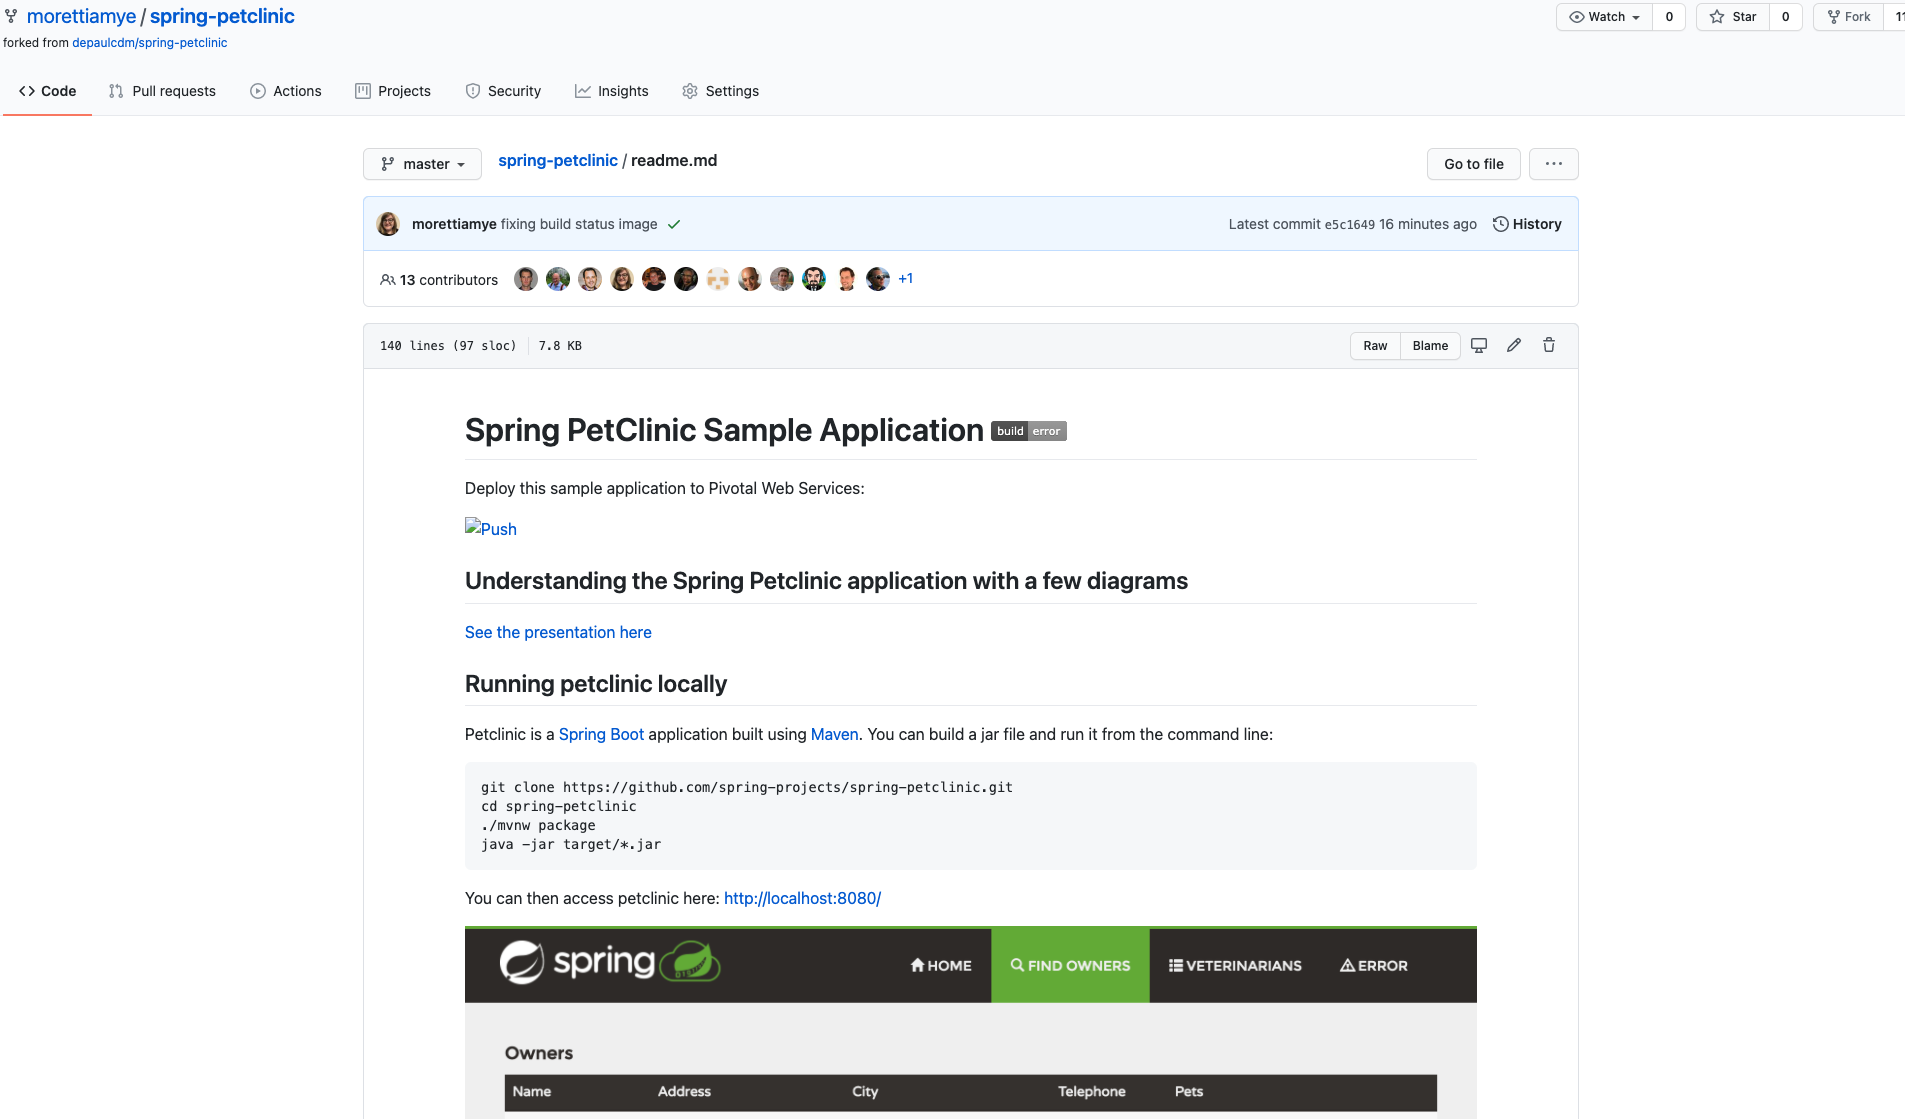 morettiamye / spring-petclinic
Watch 0 Star 0 Fork
forked from depaulcdm/spring-petclinic
Code Pull requests Actions Projects Security Insights Settings
master spring-petclinic / readme.md Go to file ...
morettiamye fixing build status image Latest commit e5c1649 16 minutes ago History
13 contributors +1
140 lines (97 sloc) 7.8 KB Raw Blame
Spring PetClinic Sample Application build error
Deploy this sample application to Pivotal Web Services:
Push
Understanding the Spring Petclinic application with a few diagrams
See the presentation here
Running petclinic locally
Petclinic is a Spring Boot application built using Maven. You can build a jar file and run it from the command line:
git clone https://github.com/spring-projects/spring-petclinic.git
cd spring-petclinic
./mvnw package
java -jar target/*.jar
You can then access petclinic here: http://localhost:8080/
spring HOME FIND OWNERS VETERINARIANS ERROR
Owners
Name Address City Telephone Pets